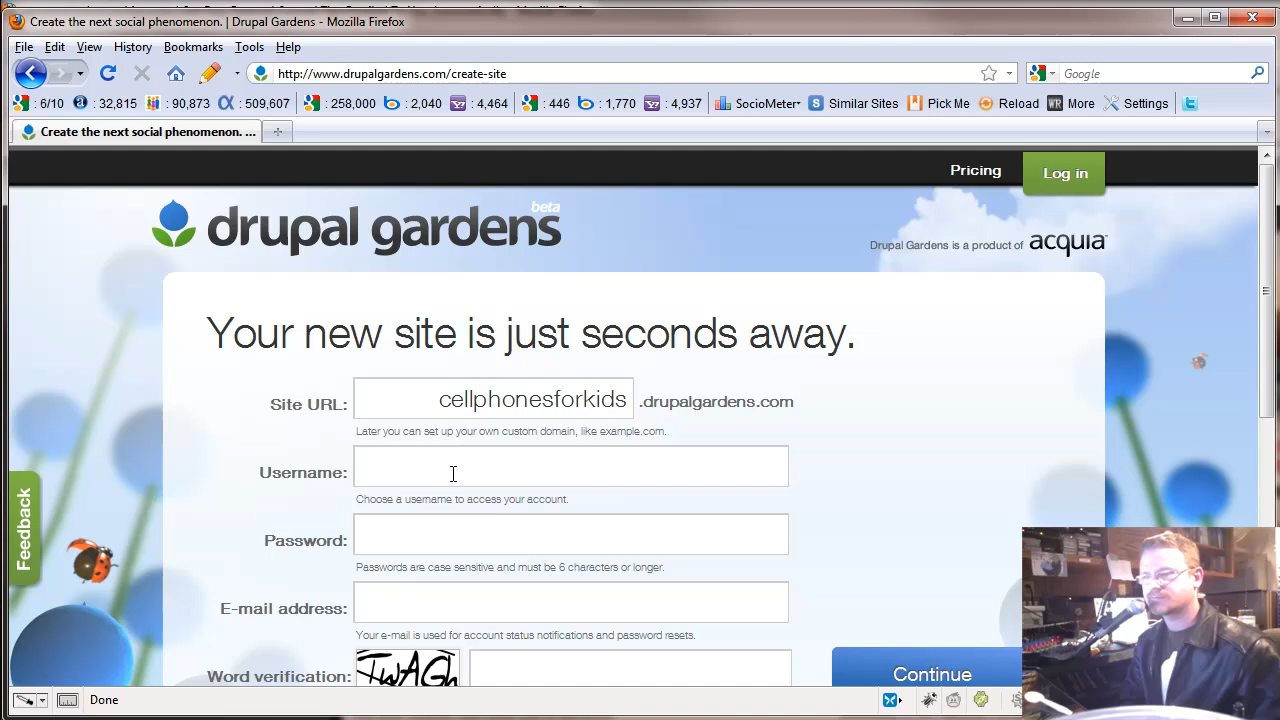 Create the next social phenomenon. | Drupal Gardens - Mozilla Firefox
File Edit View History Bookmarks Tools Help
http://www.drupalgardens.com/create-site
Google
: 6/10 : 32,815 : 90,873 : 509,607 : 258,000 : 2,040 : 4,464 : 446 : 1,770 : 4,937 SocioMeter Similar Sites Pick Me Reload WR More Settings
Create the next social phenomenon. ...
Pricing Log in
drupal gardens beta
Drupal Gardens is a product of acquia
Your new site is just seconds away.
Site URL: cellphonesforkids .drupalgardens.com
Later you can set up your own custom domain, like example.com.
Username:
Choose a username to access your account.
Password:
Passwords are case sensitive and must be 6 characters or longer.
E-mail address:
Your e-mail is used for account status notifications and password resets.
Word verification: TwAGh
Continue
Feedback
Done